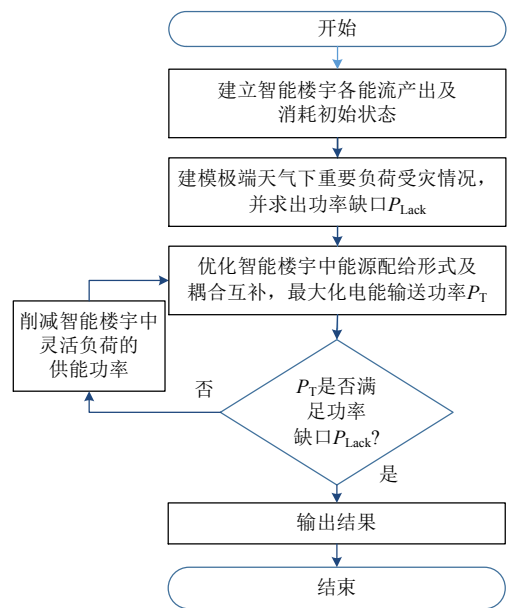 开始
建立智能楼宇各能流产出及
消耗初始状态
建模极端天气下重要负荷受灾情况，
并求出功率缺口PLack
优化智能楼宇中能源配给形式及
耦合互补，最大化电能输送功率PT
削减智能楼宇中
灵活负荷的
供能功率
否
PT是否满
足功率
缺口PLack?
是
输出结果
结束